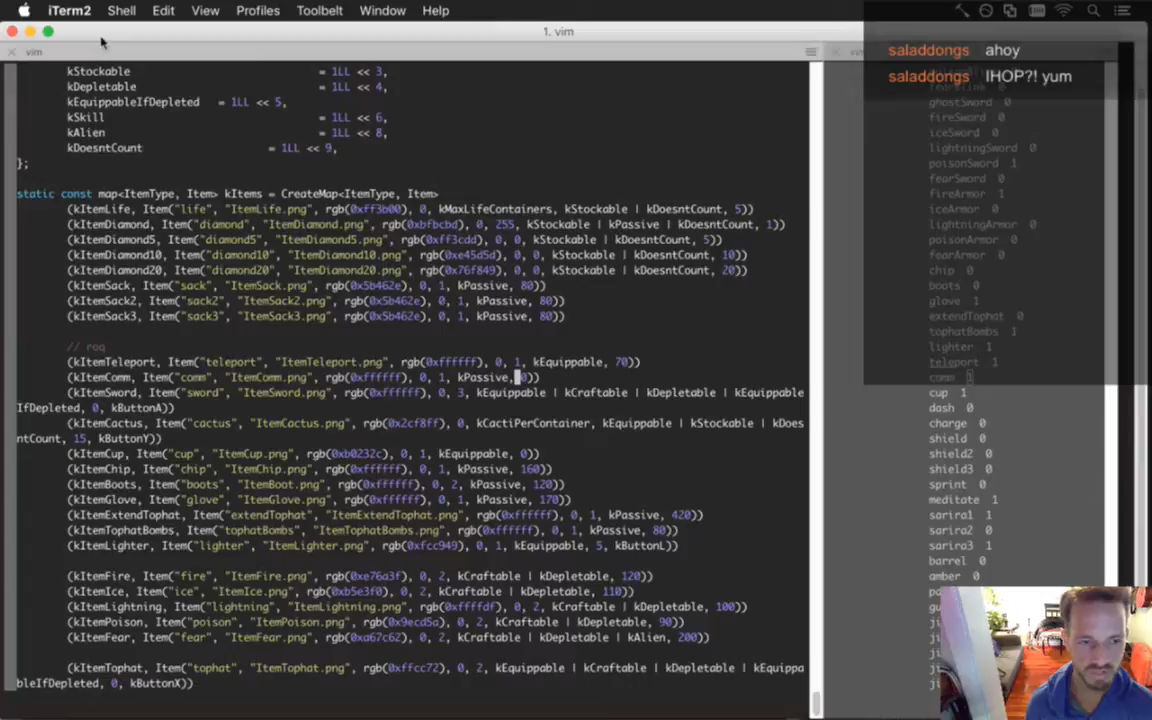 iTerm2 Shell Edit View Profiles Toolbelt Window Help
1. vim
vim
saladdongs ahoy
saladdongs IHOP?! yum
kStockable = 1LL << 3,
kDepletable = 1LL << 4,
kEquippableIfDepleted = 1LL << 5,
kSkill = 1LL << 6,
kAlien = 1LL << 8,
kDoesntCount = 1LL << 9,
};
static const map<ItemType, Item> kItems = CreateMap<ItemType, Item>
(kItemLife, Item("life", "ItemLife.png", rgb(0xff3b00), 0, kMaxLifeContainers, kStockable | kDoesntCount, 5))
(kItemDiamond, Item("diamond", "ItemDiamond.png", rgb(0xbfbcbd), 0, 255, kStockable | kPassive | kDoesntCount, 1))
(kItemDiamond5, Item("diamond5", "ItemDiamond5.png", rgb(0xff3cdd), 0, 0, kStockable | kDoesntCount, 5))
(kItemDiamond10, Item("diamond10", "ItemDiamond10.png", rgb(0xe45d5d), 0, 0, kStockable | kDoesntCount, 10))
(kItemDiamond20, Item("diamond20", "ItemDiamond20.png", rgb(0x76f849), 0, 0, kStockable | kDoesntCount, 20))
(kItemSack, Item("sack", "ItemSack.png", rgb(0x5b462e), 0, 1, kPassive, 80))
(kItemSack2, Item("sack2", "ItemSack2.png", rgb(0x5b462e), 0, 1, kPassive, 80))
(kItemSack3, Item("sack3", "ItemSack3.png", rgb(0x5b462e), 0, 1, kPassive, 80))
// roq
(kItemTeleport, Item("teleport", "ItemTeleport.png", rgb(0xffffff), 0, 1, kEquippable, 70))
(kItemComm, Item("comm", "ItemComm.png", rgb(0xffffff), 0, 1, kPassive, 0))
(kItemSword, Item("sword", "ItemSword.png", rgb(0xffffff), 0, 3, kEquippable | kCraftable | kDepletable | kEquippable
IfDepleted, 0, kButtonA))
(kItemCactus, Item("cactus", "ItemCactus.png", rgb(0x2cf8ff), 0, kCactiPerContainer, kEquippable | kStockable | kDoes
ntCount, 15, kButtonY))
(kItemCup, Item("cup", "ItemCup.png", rgb(0xb0232c), 0, 1, kEquippable, 0))
(kItemChip, Item("chip", "ItemChip.png", rgb(0xffffff), 0, 1, kPassive, 160))
(kItemBoots, Item("boots", "ItemBoot.png", rgb(0xffffff), 0, 2, kPassive, 120))
(kItemGlove, Item("glove", "ItemGlove.png", rgb(0xffffff), 0, 1, kPassive, 170))
(kItemExtendTophat, Item("extendTophat", "ItemExtendTophat.png", rgb(0xffffff), 0, 1, kPassive, 420))
(kItemTophatBombs, Item("tophatBombs", "ItemTophatBombs.png", rgb(0xffffff), 0, 1, kPassive, 80))
(kItemLighter, Item("lighter", "ItemLighter.png", rgb(0xfcc949), 0, 1, kEquippable, 5, kButtonL))
(kItemFire, Item("fire", "ItemFire.png", rgb(0xe76a3f), 0, 2, kCraftable | kDepletable, 120))
(kItemIce, Item("ice", "ItemIce.png", rgb(0xb5e3f0), 0, 2, kCraftable | kDepletable, 110))
(kItemLightning, Item("lightning", "ItemLightning.png", rgb(0xffffdf), 0, 2, kCraftable | kDepletable, 100))
(kItemPoison, Item("poison", "ItemPoison.png", rgb(0x9ecd5a), 0, 2, kCraftable | kDepletable, 90))
(kItemFear, Item("fear", "ItemFear.png", rgb(0xa67c62), 0, 2, kCraftable | kDepletable | kAlien, 200))
(kItemTophat, Item("tophat", "ItemTophat.png", rgb(0xffcc72), 0, 2, kEquippable | kCraftable | kDepletable | kEquippa
bleIfDepleted, 0, kButtonX))
ghostSword 0
fireSword 0
iceSword 0
lightningSword 0
poisonSword 1
fearSword 0
fireArmor 1
iceArmor 0
lightningArmor 0
poisonArmor 0
fearArmor 0
chip 0
boots 0
glove 1
extendTophat 0
tophatBombs 1
lighter 1
teleport 1
comm 1
cup 1
dash 0
charge 0
shield 0
shield2 0
shield3 0
sprint 0
meditate 1
sarira1 1
sarira2 0
sarira3 1
barrel 0
amber 0